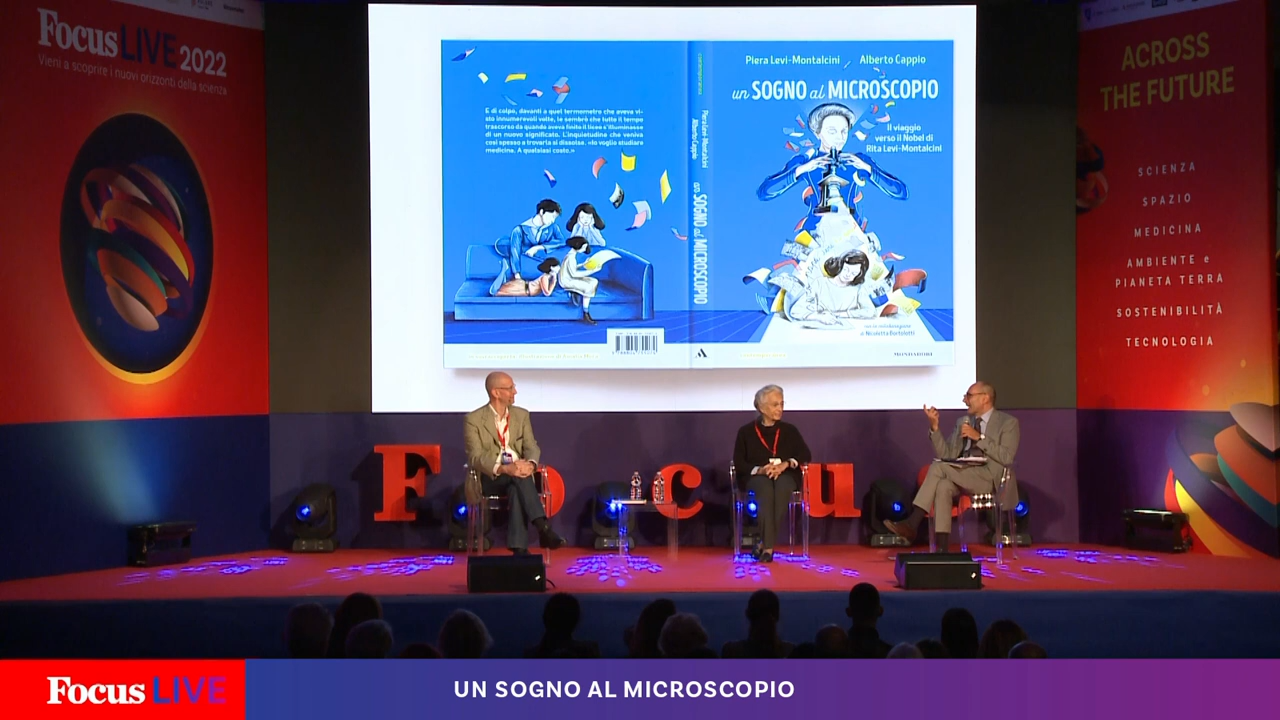 Focus LIVE 2022
Vieni a scoprire i nuovi orizzonti della scienza
E di colpo, davanti a quel termometro che aveva vi-
sto innumerevoli volte, le sembrò che tutto il tempo
trascorso da quando aveva finito il liceo s'illuminasse
di un nuovo significato. L'inquietudine che veniva
così spesso a trovarla si dissolse. «Io voglio studiare
medicina. A qualsiasi costo.»
Piera Levi-Montalcini
Alberto Cappio
un SOGNO al MICROSCOPIO
Piera Levi-Montalcini Alberto Cappio
un SOGNO al MICROSCOPIO
Il viaggio
verso il Nobel di
Rita Levi-Montalcini
MONDADORI
ACROSS
THE FUTURE
SCIENZA
SPAZIO
MEDICINA
AMBIENTE e
PIANETA TERRA
SOSTENIBILITÀ
TECNOLOGIA
F o c u s
Focus LIVE
UN SOGNO AL MICROSCOPIO